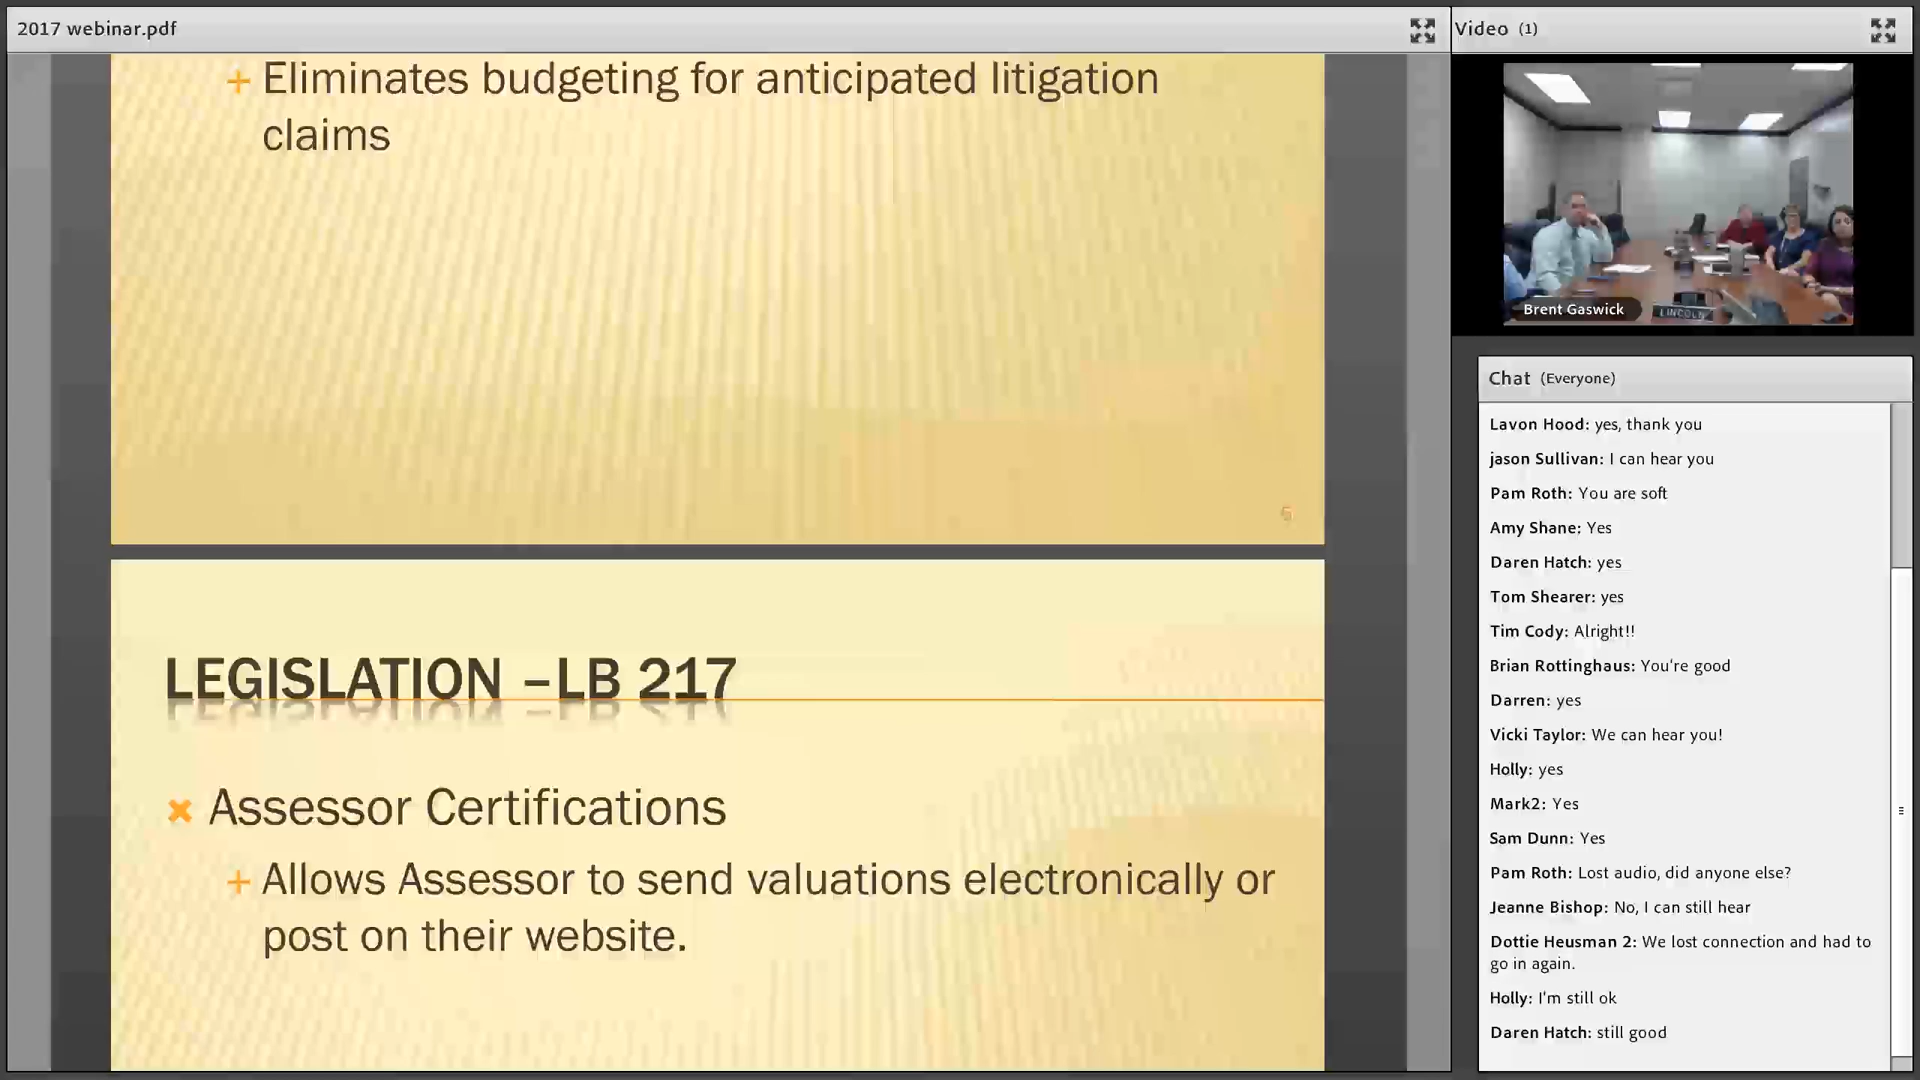 2017 webinar.pdf
+ Eliminates budgeting for anticipated litigation
claims
LEGISLATION –LB 217
Assessor Certifications
+ Allows Assessor to send valuations electronically or
post on their website.
Video (1)
Brent Gaswick
LINCOLN
Chat (Everyone)
Lavon Hood: yes, thank you
jason Sullivan: I can hear you
Pam Roth: You are soft
Amy Shane: Yes
Daren Hatch: yes
Tom Shearer: yes
Tim Cody: Alright!!
Brian Rottinghaus: You're good
Darren: yes
Vicki Taylor: We can hear you!
Holly: yes
Mark2: Yes
Sam Dunn: Yes
Pam Roth: Lost audio, did anyone else?
Jeanne Bishop: No, I can still hear
Dottie Heusman 2: We lost connection and had to
go in again.
Holly: I'm still ok
Daren Hatch: still good